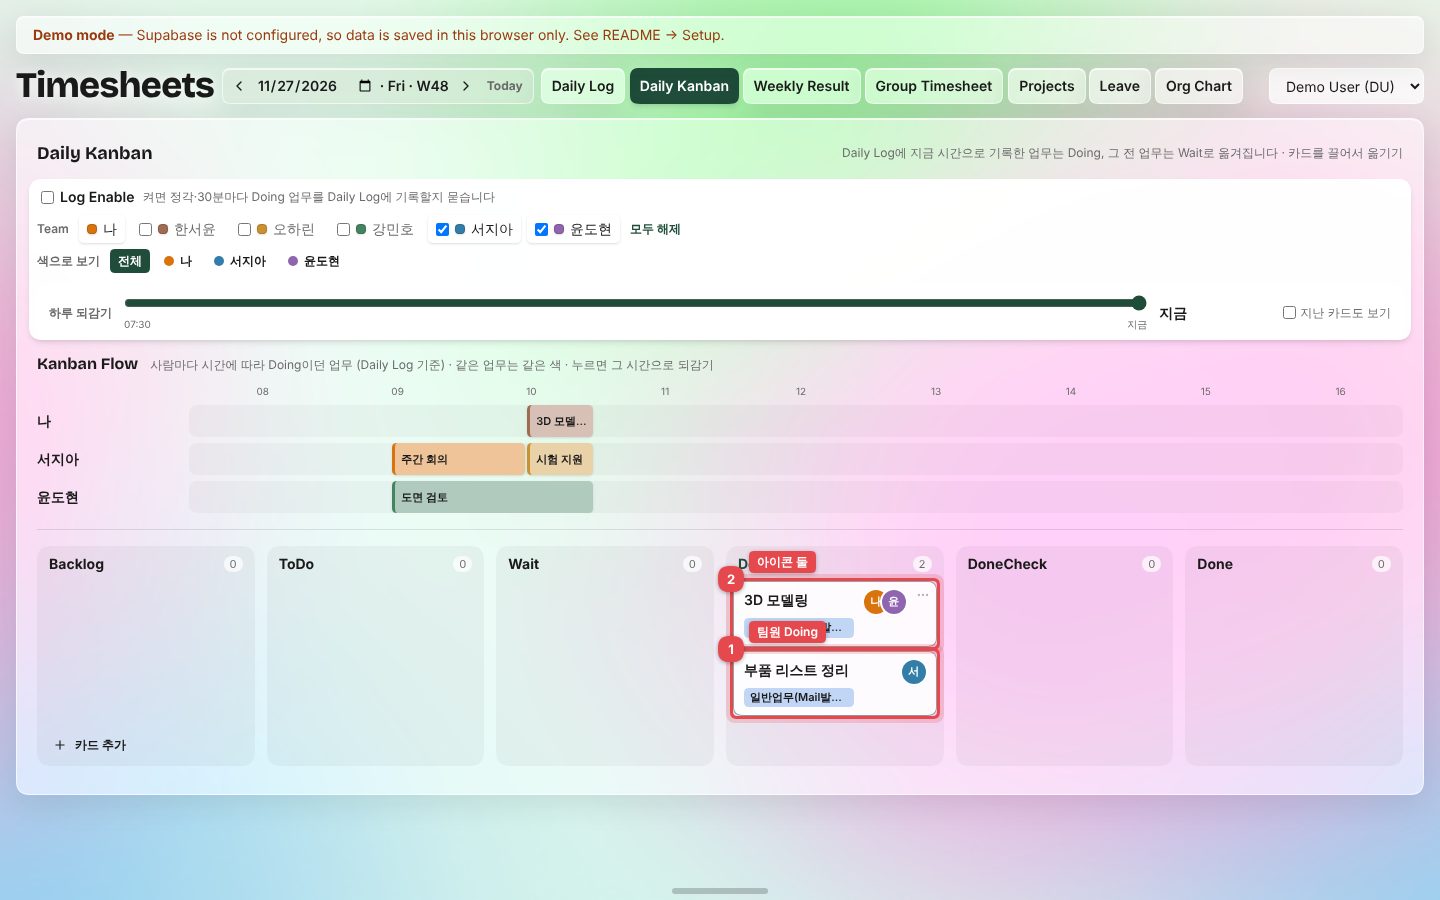 Demo mode — Supabase is not configured, so data is saved in this browser only. See README → Setup.
Timesheets
11/27/2026 · Fri · W48 Today
Daily Log
Daily Kanban
Weekly Result
Group Timesheet
Projects
Leave
Org Chart
Demo User (DU)
Daily Kanban
Daily Log에 지금 시간으로 기록한 업무는 Doing, 그 전 업무는 Wait로 옮겨집니다 · 카드를 끌어서 옮기기
Log Enable 켜면 정각·30분마다 Doing 업무를 Daily Log에 기록할지 묻습니다
Team 나 한서윤 오하린 강민호 서지아 윤도현 모두 해제
색으로 보기 전체 나 서지아 윤도현
하루 되감기 지금 지난 카드도 보기
07:30 지금
Kanban Flow 사람마다 시간에 따라 Doing이던 업무 (Daily Log 기준) · 같은 업무는 같은 색 · 누르면 그 시간으로 되감기
08 09 10 11 12 13 14 15 16
나 3D 모델...
서지아 주간 회의 시험 지원
윤도현 도면 검토
Backlog 0
ToDo 0
Wait 0
아이콘 둘
2
DoneCheck 0
Done 0
2
3D 모델링 나 윤 ...
팀원 Doing
1
부품 리스트 정리 서
일반업무(Mail발...
+ 카드 추가